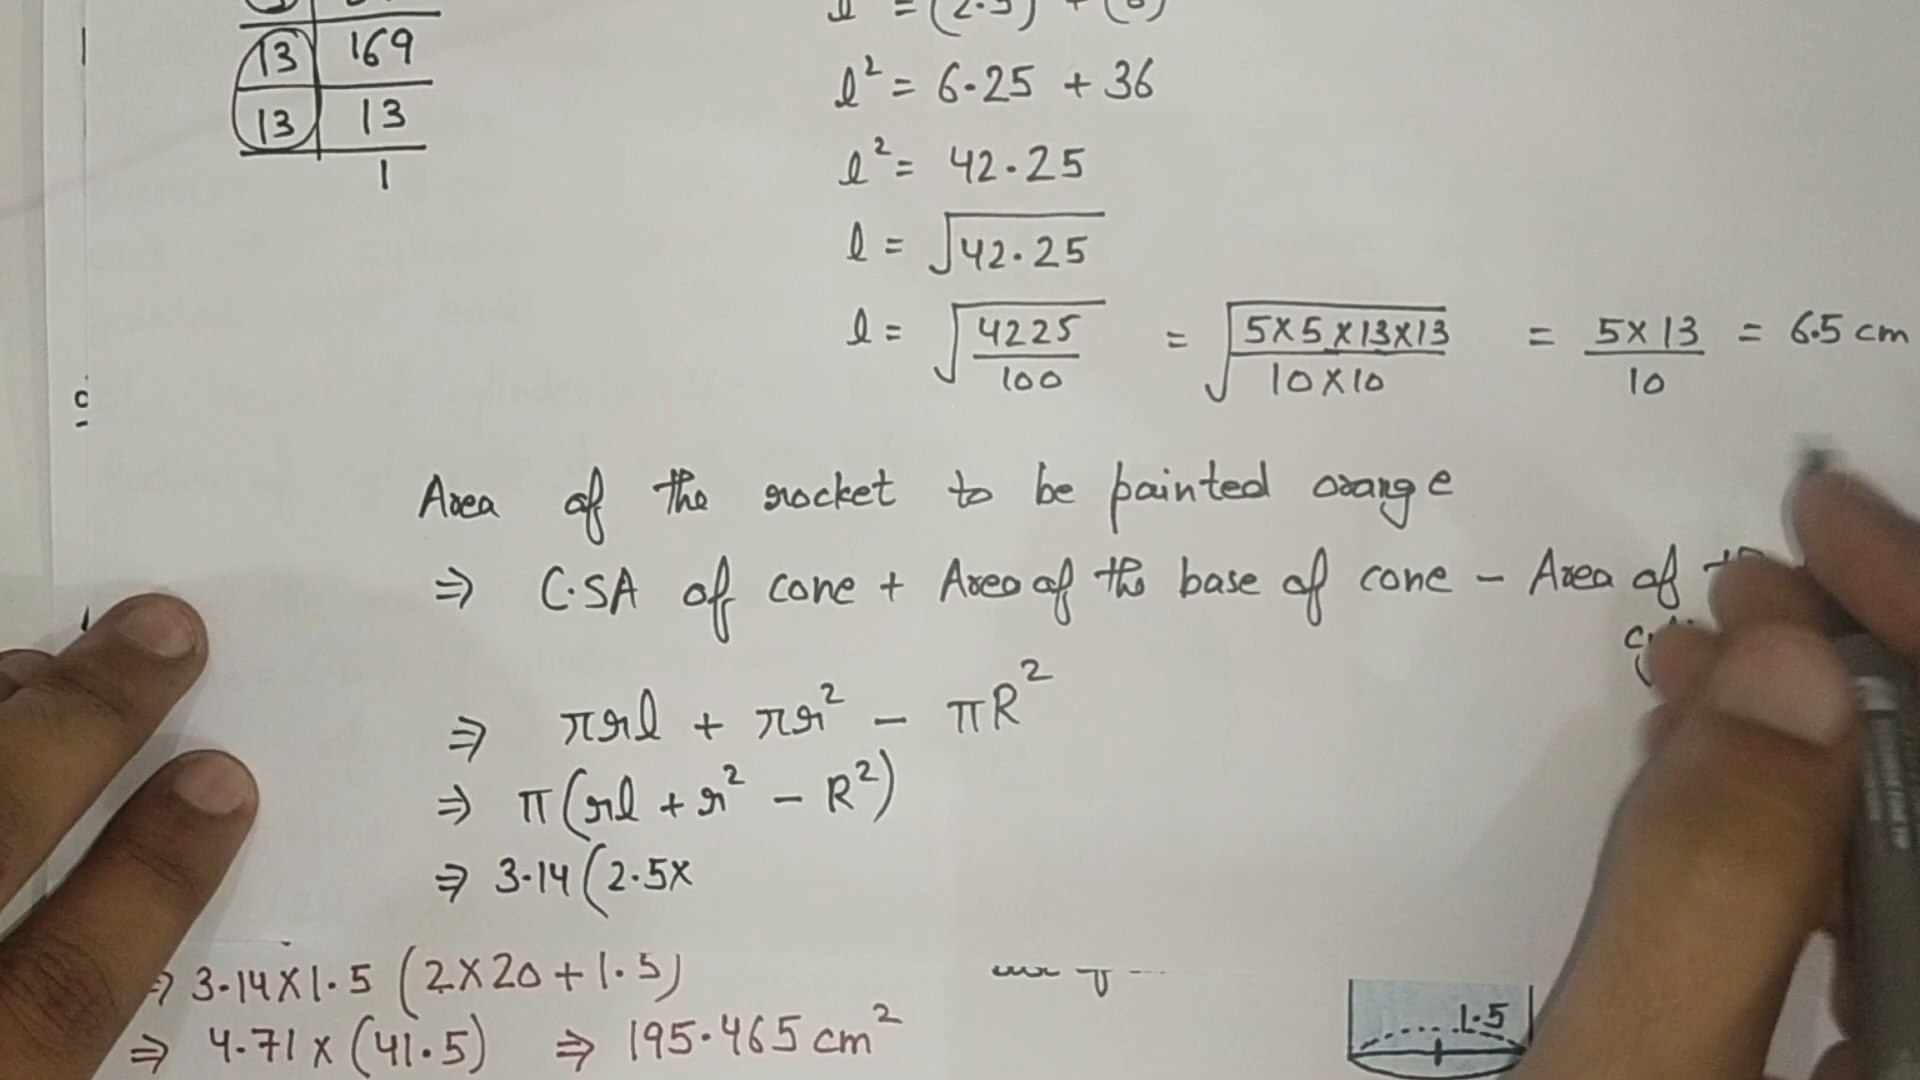 13 | 169
13 | 13
1
l² = 6.25 + 36
l² = 42.25
l = √42.25
l = √4225/100 = √5×5×13×13/10×10 = 5×13/10 = 6.5 cm
Area of the rocket to be painted orange
⇒ C.SA of cone + Area of the base of cone - Area of
⇒ πrl + πr² - πR²
⇒ π(rl + r² - R²)
⇒ 3.14(2.5×
⇒ 3.14×1.5 (2×20+1.5)
⇒ 4.71×(41.5) ⇒ 195.465 cm²
1.5